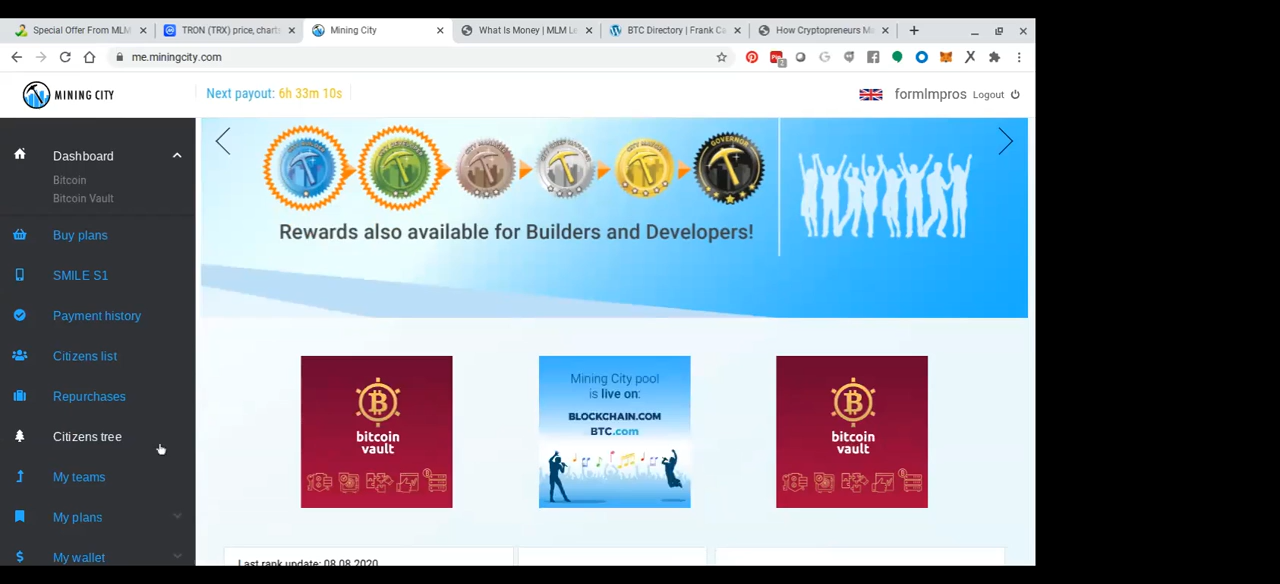 Special Offer From MLM
TRON (TRX) price, charts
Mining City
What Is Money | MLM Le
BTC Directory | Frank Ca
How Cryptopreneurs Ma
me.miningcity.com
MINING CITY
Next payout: 6h 33m 10s
formlmpros
Logout
Dashboard
Bitcoin
Bitcoin Vault
Buy plans
SMILE S1
Payment history
Citizens list
Repurchases
Citizens tree
My teams
My plans
My wallet
GOVERNOR
Rewards also available for Builders and Developers!
bitcoin
vault
Mining City pool
is live on:
BLOCKCHAIN.COM
BTC.com
bitcoin
vault
Last rank update: 08.08.2020